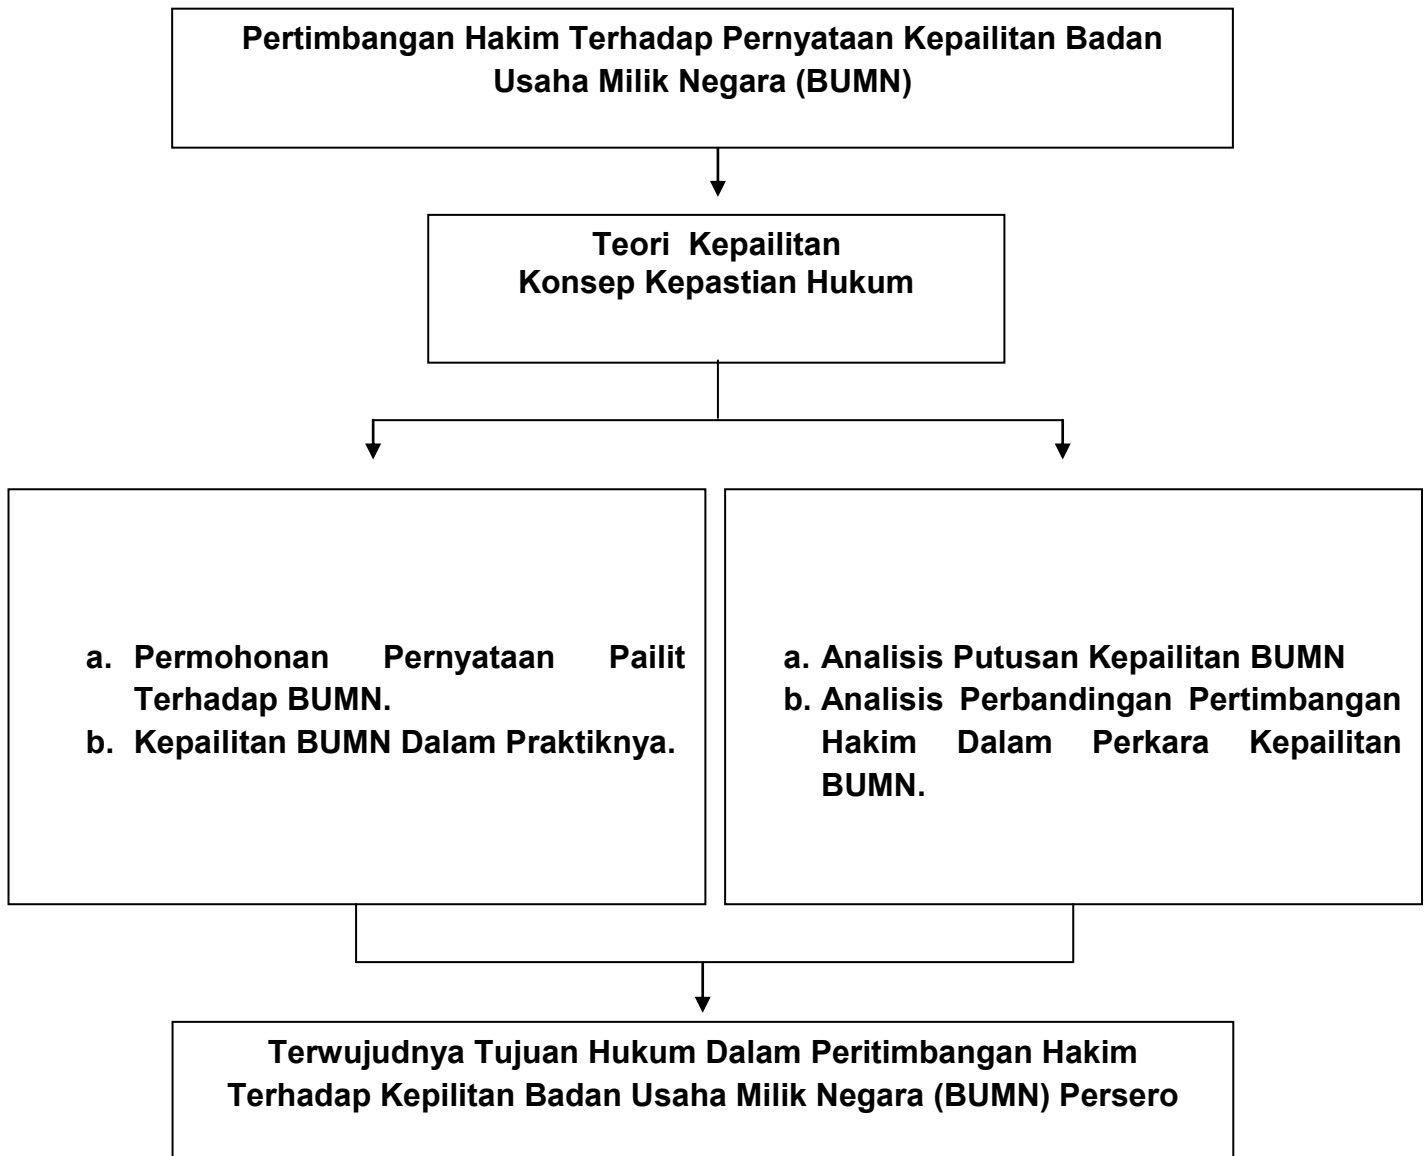 Pertimbangan Hakim Terhadap Pernyataan Kepailitan Badan
Usaha Milik Negara (BUMN)
Teori Kepailitan
Konsep Kepastian Hukum
a. Permohonan Pernyataan Pailit
Terhadap BUMN.
b. Kepailitan BUMN Dalam Praktiknya.
a. Analisis Putusan Kepailitan BUMN
b. Analisis Perbandingan Pertimbangan
Hakim Dalam Perkara Kepailitan
BUMN.
Terwujudnya Tujuan Hukum Dalam Peritimbangan Hakim
Terhadap Kepilitan Badan Usaha Milik Negara (BUMN) Persero